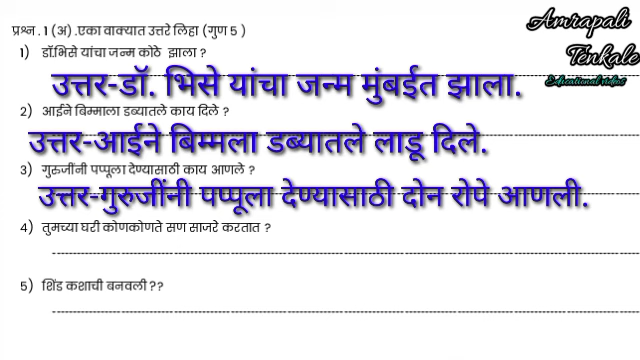 Amrapali
Tenkale
Educational videos
प्रश्न . 1 (अ) .एका वाक्यात उत्तरे लिहा (गुण ५ )
1) डॉ.भिसे यांचा जन्म कोठे झाला ?
उत्तर-डॉ. भिसे यांचा जन्म मुंबईत झाला.
2) आईने बिम्माला डब्यातले काय दिले ?
उत्तर-आईने बिम्मला डब्यातले लाडू दिले.
3) गुरुजींनी पप्पूला देण्यासाठी काय आणले ?
उत्तर-गुरुजींनी पप्पूला देण्यासाठी दोन रोपे आणली.
4) तुमच्या घरी कोणकोणते सण साजरे करतात ?
5) शिंड कशाची बनवली ??